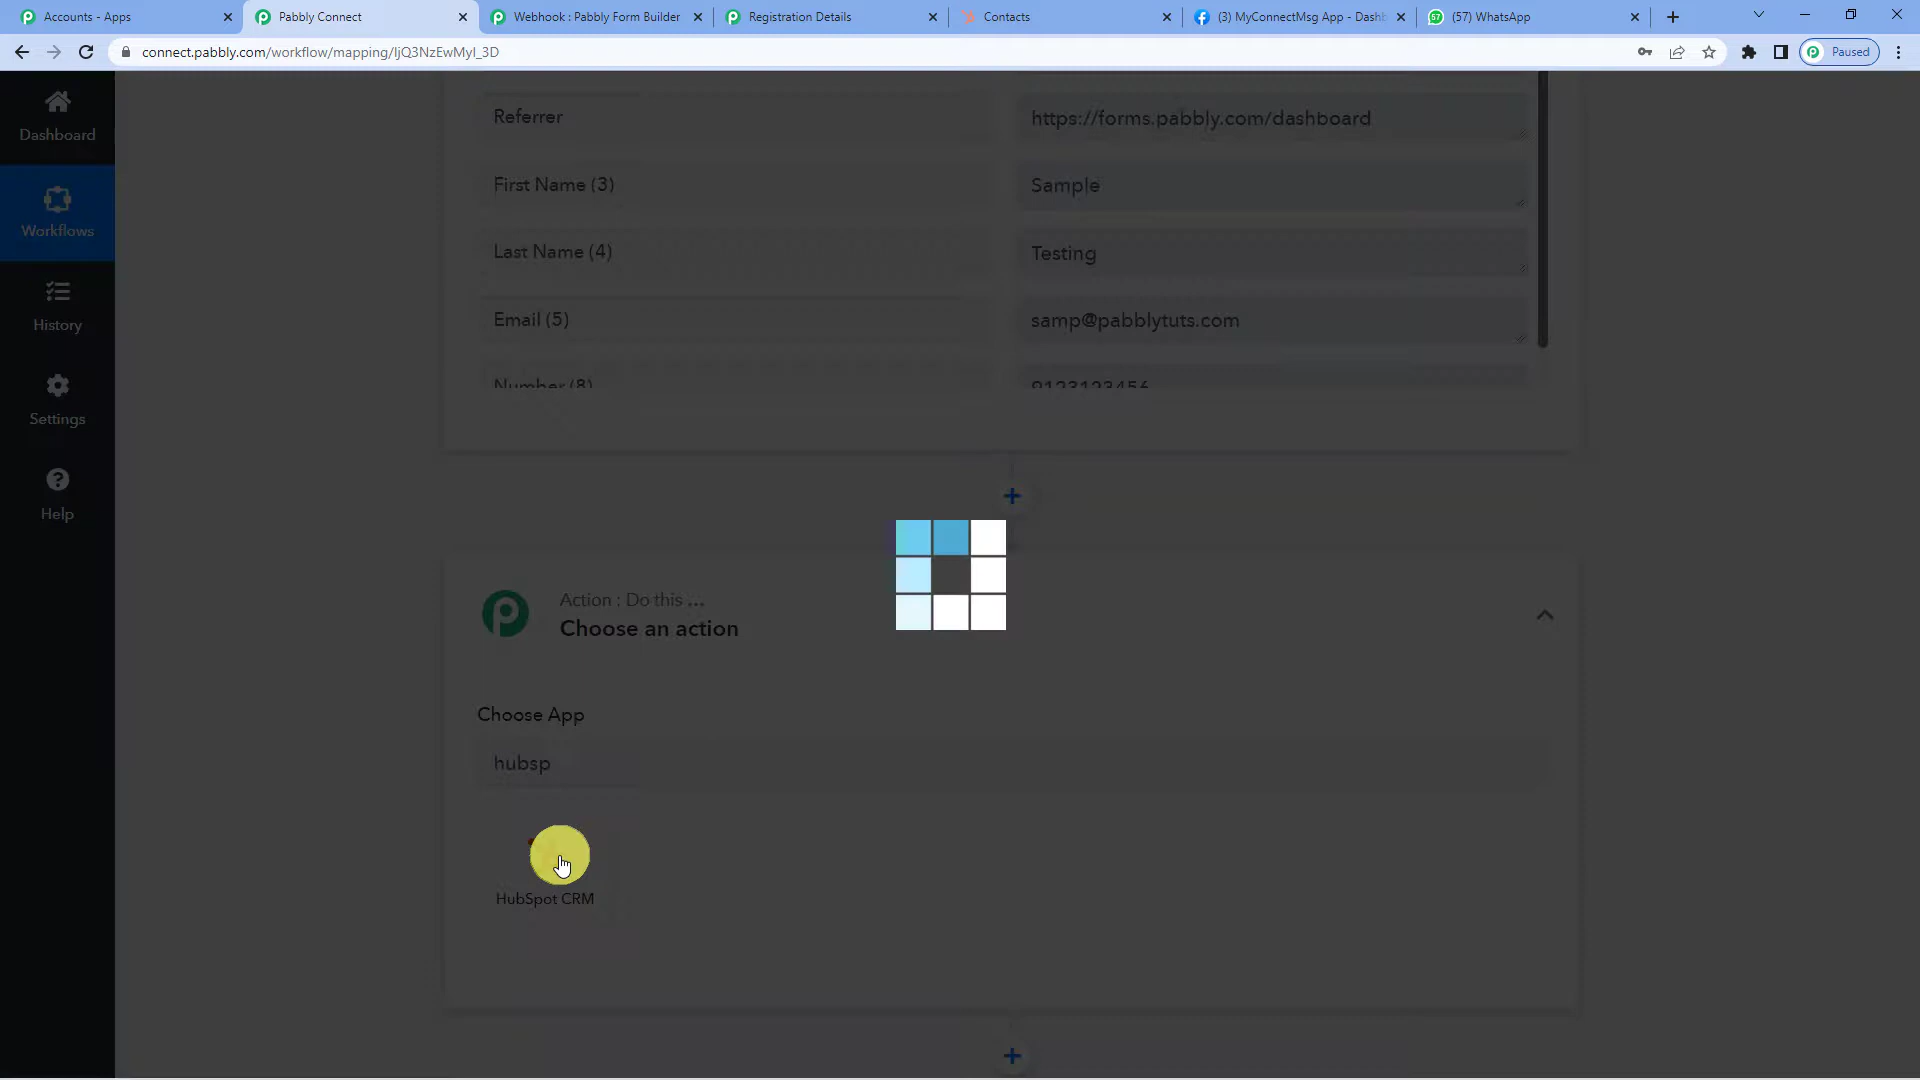 Accounts - Apps
Pabbly Connect
Webhook : Pabbly Form Builder
Registration Details
Contacts
(3) MyConnectMsg App - Dashb
(57) WhatsApp
connect.pabbly.com/workflow/mapping/IjQ3NzEwMyI_3D
Paused
Dashboard
Workflows
History
Settings
Help
Referrer
https://forms.pabbly.com/dashboard
First Name (3)
Sample
Last Name (4)
Testing
Email (5)
samp@pabblytuts.com
Number (8)
9123123456
Action : Do this ...
Choose an action
Choose App
hubsp
HubSpot CRM